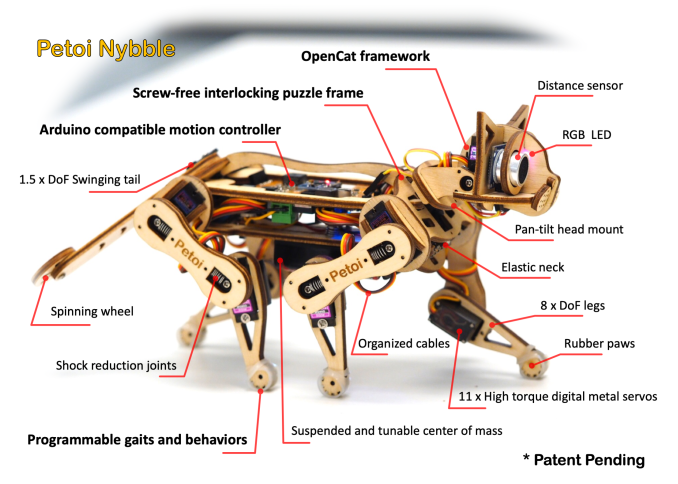 Petoi Nybble
OpenCat framework
Distance sensor
Screw-free interlocking puzzle frame
Arduino compatible motion controller
RGB LED
1.5 x DoF Swinging tail
Pan-tilt head mount
Petoi
Petoi
Elastic neck
Spinning wheel
8 x DoF legs
Organized cables
Rubber paws
Shock reduction joints
11 x High torque digital metal servos
Programmable gaits and behaviors
Suspended and tunable center of mass
* Patent Pending